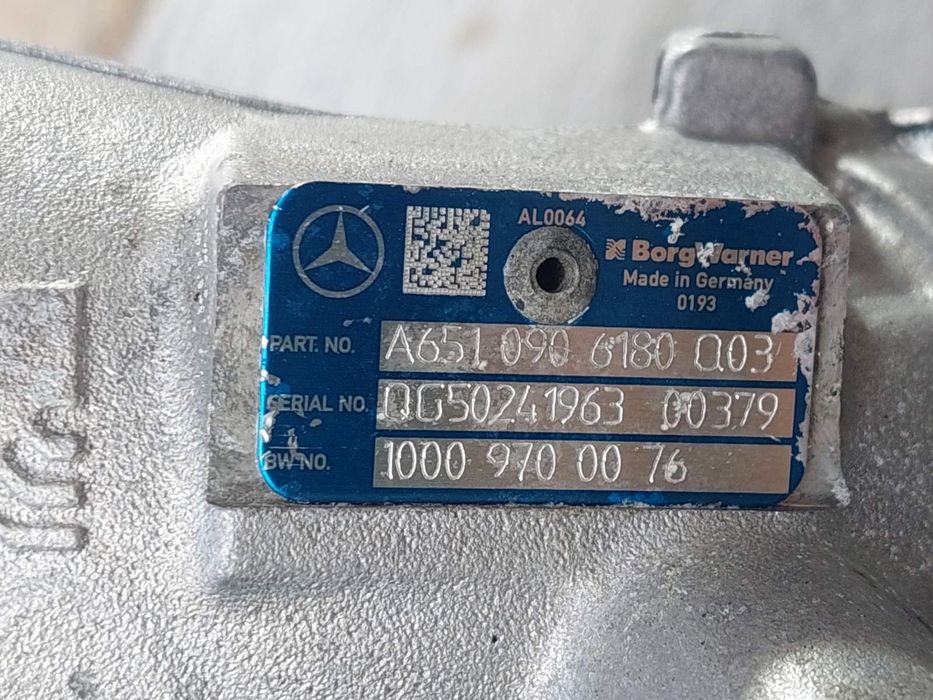 AL0064
BorgWarner
Made in Germany
0193
PART. NO. A651 090 6180 Q03
SERIAL NO. QG50241963 00379
BW NO. 1000 970 00 76